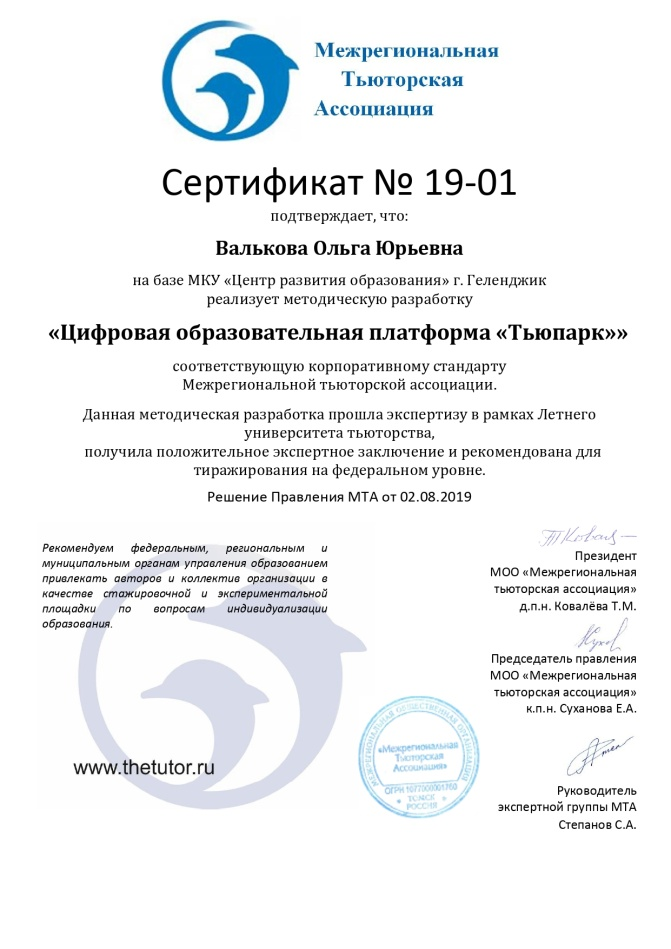 Межрегиональная
Тьюторская
Ассоциация
Сертификат № 19-01
подтверждает, что:
Валькова Ольга Юрьевна
на базе МКУ «Центр развития образования» г. Геленджик
реализует методическую разработку
«Цифровая образовательная платформа «Тьюпарк»»
соответствующую корпоративному стандарту
Межрегиональной тьюторской ассоциации.
Данная методическая разработка прошла экспертизу в рамках Летнего
университета тьюторства,
получила положительное экспертное заключение и рекомендована для
тиражирования на федеральном уровне.
Решение Правления МТА от 02.08.2019
Рекомендуем федеральным, региональным и
муниципальным органам управления образованием
привлекать авторов и коллектив организации в
качестве стажировочной и экспериментальной
площадки по вопросам индивидуализации
образования.
Президент
МОО «Межрегиональная
тьюторская ассоциация»
д.п.н. Ковалёва Т.М.
Председатель правления
МОО «Межрегиональная
тьюторская ассоциация»
к.п.н. Суханова Е.А.
МЕЖРЕГИОНАЛЬНАЯ ОБЩЕСТВЕННАЯ ОРГАНИЗАЦИЯ
«Межрегиональная
Тьюторская
Ассоциация»
ТОМСК
РОССИЯ
www.thetutor.ru
Руководитель
экспертной группы МТА
Степанов С.А.